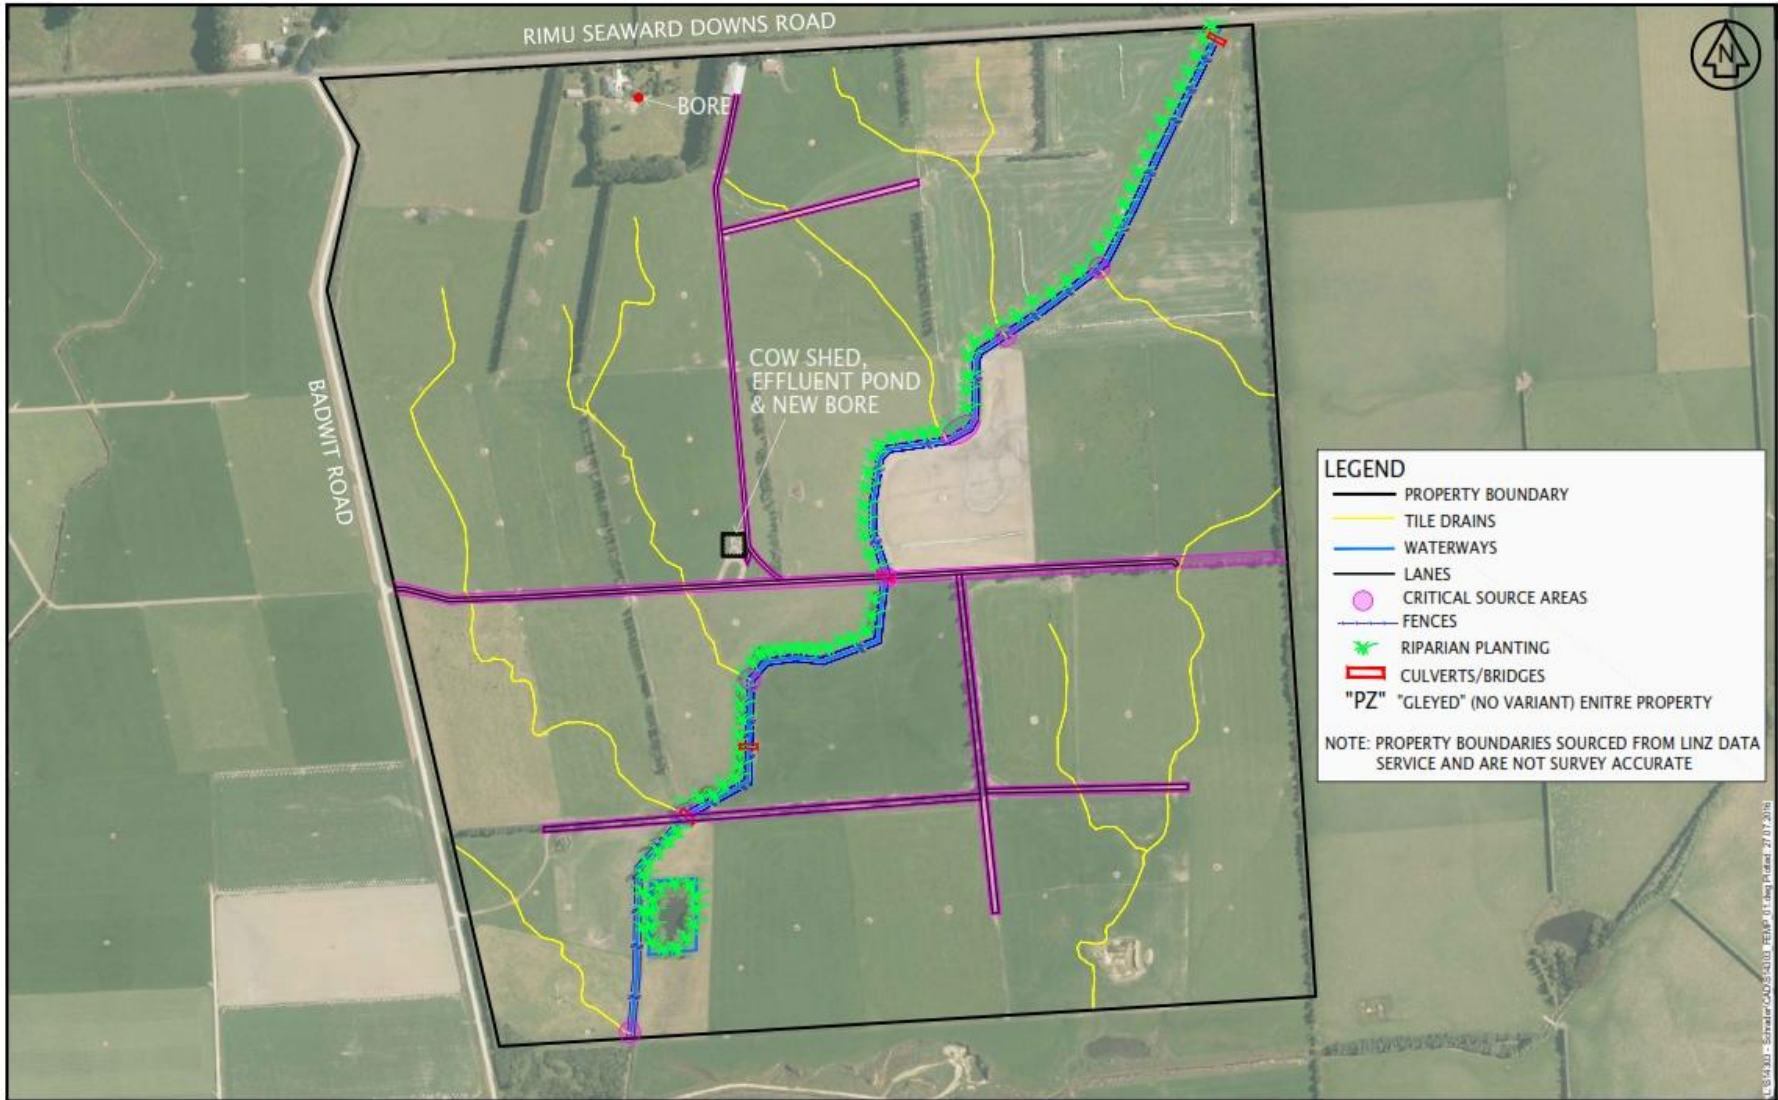 RIMU SEAWARD DOWNS ROAD
N
BORE
COW SHED,
EFFLUENT POND
& NEW BORE
BADWIT ROAD
LEGEND
PROPERTY BOUNDARY
TILE DRAINS
WATERWAYS
LANES
CRITICAL SOURCE AREAS
FENCES
RIPARIAN PLANTING
CULVERTS/BRIDGES
"PZ" "GLEYED" (NO VARIANT) ENITRE PROPERTY
NOTE: PROPERTY BOUNDARIES SOURCED FROM LINZ DATA
SERVICE AND ARE NOT SURVEY ACCURATE